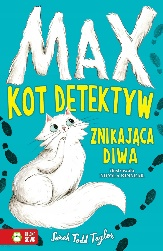 MAX
KOT DETEKTYW
ZNIKAJĄCA
DIWA
Sarah Todd Taylor